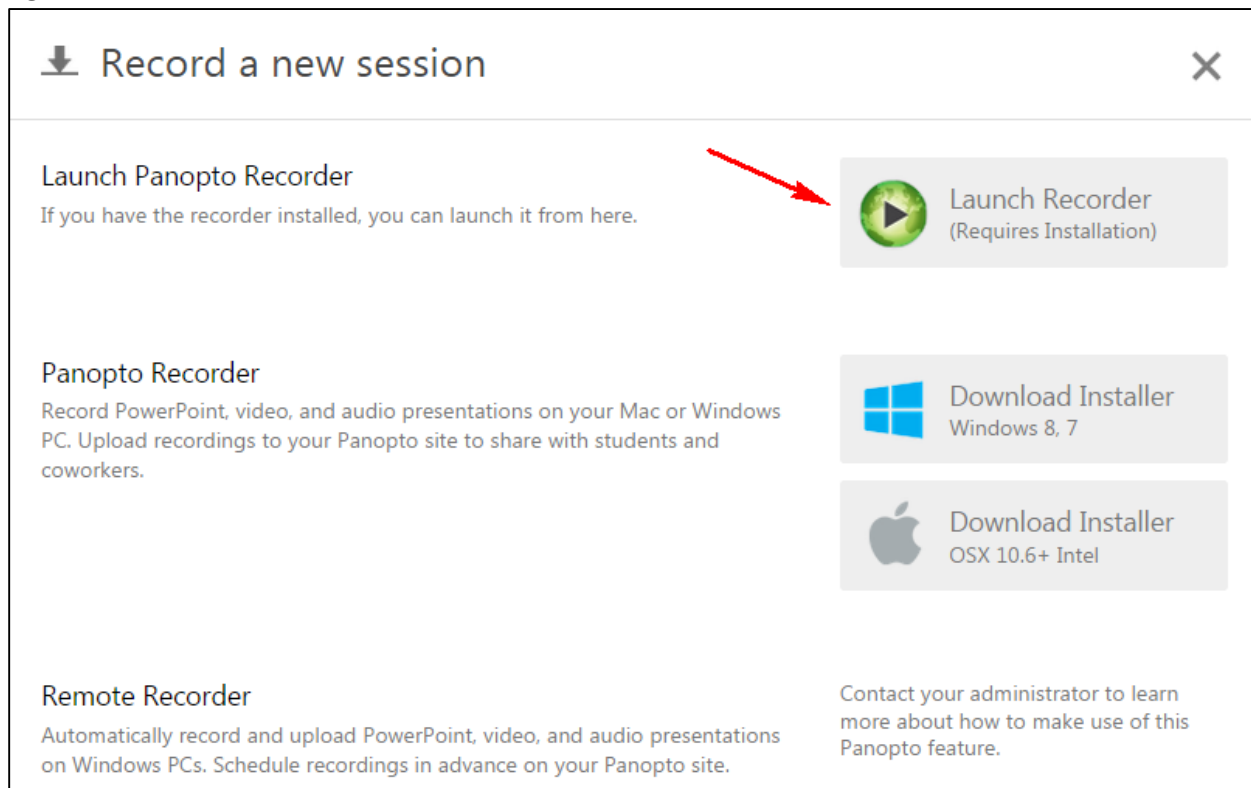 Record a new session
Launch Panopto Recorder
If you have the recorder installed, you can launch it from here.
Launch Recorder
(Requires Installation)
Panopto Recorder
Record PowerPoint, video, and audio presentations on your Mac or Windows
PC. Upload recordings to your Panopto site to share with students and
coworkers.
Download Installer
Windows 8, 7
Download Installer
OSX 10.6+ Intel
Remote Recorder
Automatically record and upload PowerPoint, video, and audio presentations
on Windows PCs. Schedule recordings in advance on your Panopto site.
Contact your administrator to learn
more about how to make use of this
Panopto feature.